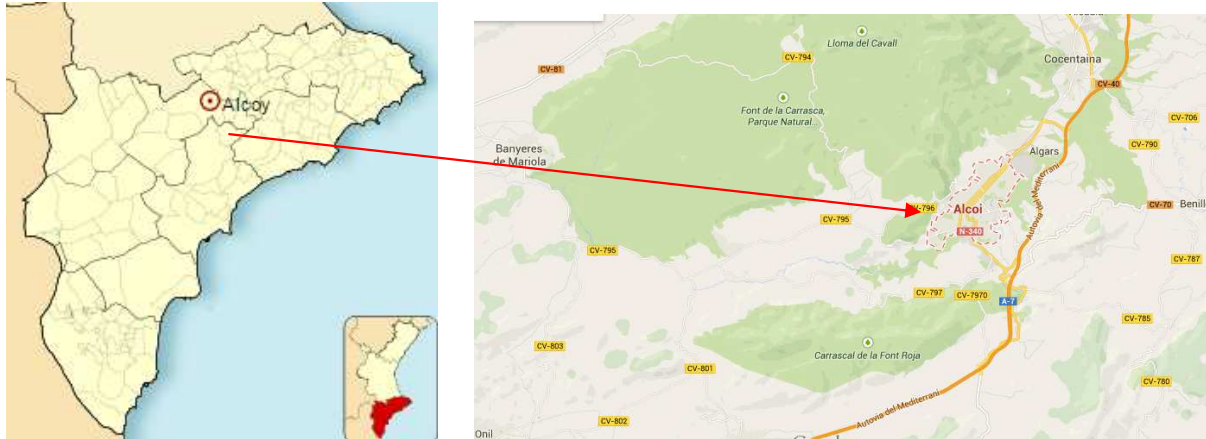 Alcoy
Lloma del Cavall
CV-794
CV-81
Cocentaina
CV-40
Font de la Carrasca,
Parque Natural...
CV-706
CV-790
Banyeres
de Mariola
Algars
Autovía del Mediterrani
CV-796
Alcoi
CV-70
Benill
CV-795
N-340
CV-795
CV-787
CV-797
CV-7970
A-7
CV-785
CV-803
Carrascal de la Font Roja
CV-801
CV-780
Autovia del Mediterrani
CV-802
Onil